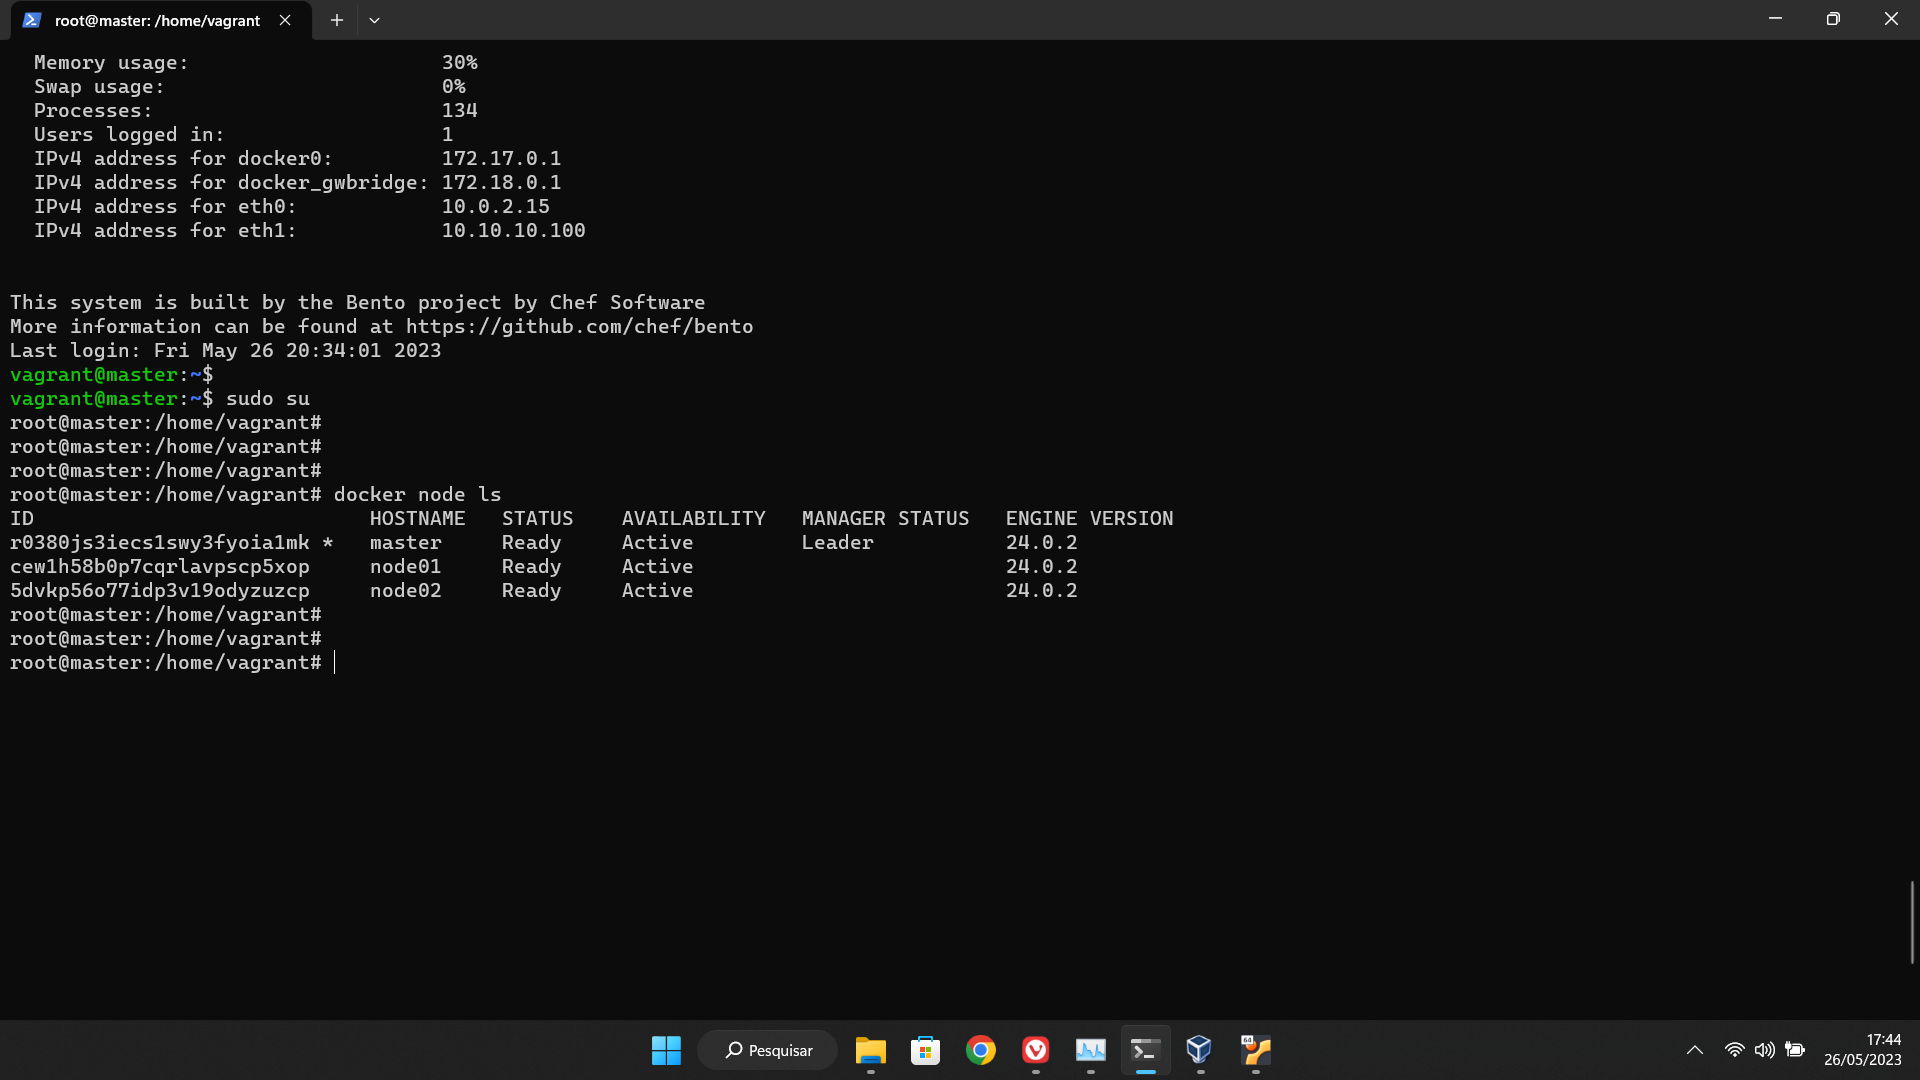 root@master: /home/vagrant
Memory usage: 30%
Swap usage: 0%
Processes: 134
Users logged in: 1
IPv4 address for docker0: 172.17.0.1
IPv4 address for docker_gwbridge: 172.18.0.1
IPv4 address for eth0: 10.0.2.15
IPv4 address for eth1: 10.10.10.100
This system is built by the Bento project by Chef Software
More information can be found at https://github.com/chef/bento
Last login: Fri May 26 20:34:01 2023
vagrant@master:~$
vagrant@master:~$ sudo su
root@master:/home/vagrant#
root@master:/home/vagrant#
root@master:/home/vagrant#
root@master:/home/vagrant# docker node ls
ID HOSTNAME STATUS AVAILABILITY MANAGER STATUS ENGINE VERSION
r0380js3iecs1swy3fyoia1mk * master Ready Active Leader 24.0.2
cew1h58b0p7cqrlavpscp5xop node01 Ready Active 24.0.2
5dvkp56o77idp3v19odyzuzcp node02 Ready Active 24.0.2
root@master:/home/vagrant#
root@master:/home/vagrant#
root@master:/home/vagrant#
Pesquisar
64
17:44
26/05/2023